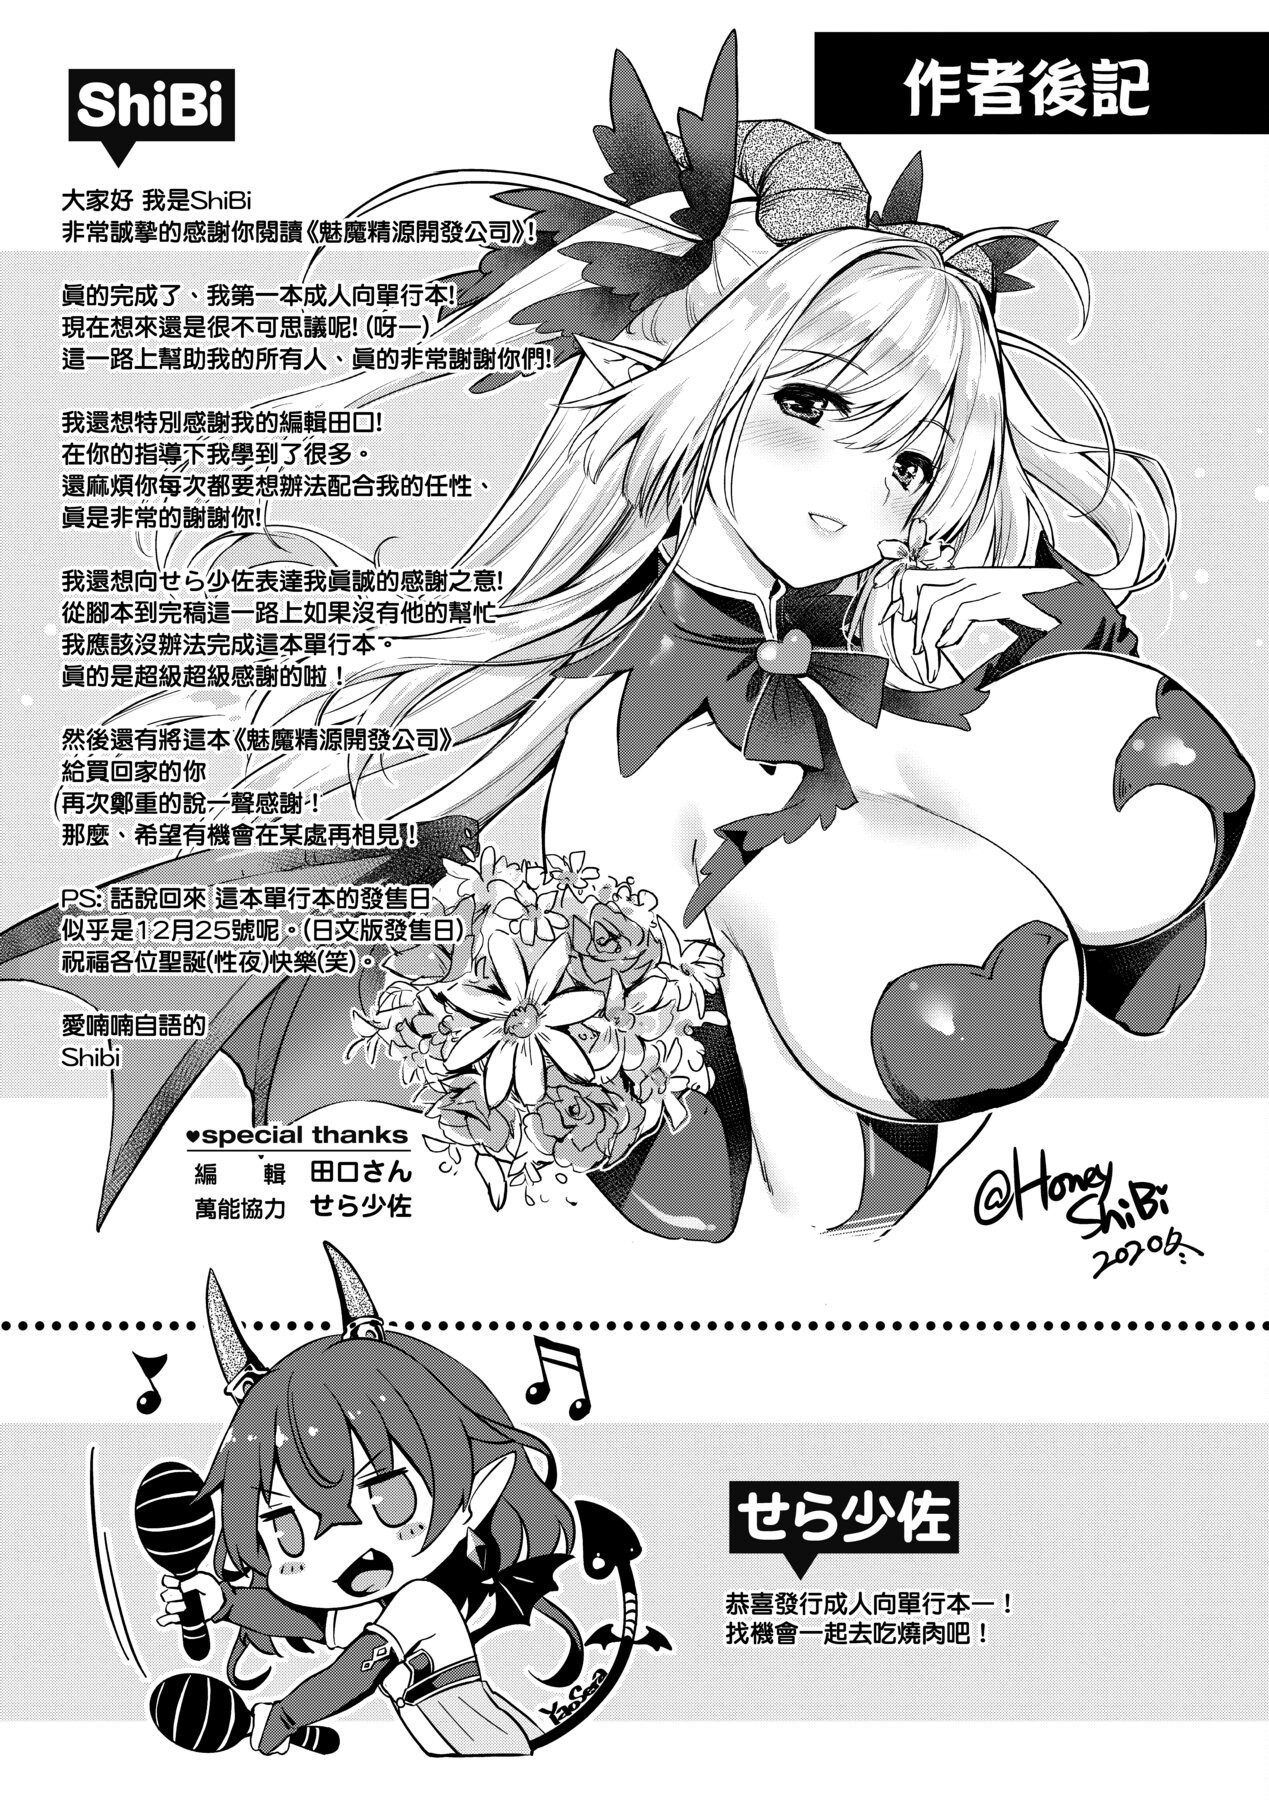 作者後記
ShiBi
大家好 我是ShiBi
非常誠摯的感謝你閱讀《魅魔精源開發公司》!
眞的完成了、我第一本成人向單行本!
現在想來還是很不可思議呢!(呀—)
這一路上幫助我的所有人、眞的非常謝謝你們!
我還想特別感謝我的編輯田口!
在你的指導下我學到了很多。
還麻煩你每次都要想辦法配合我的任性、
眞是非常的謝謝你!
我還想向せら少佐表達我眞誠的感謝之意!
從腳本到完稿這一路上如果沒有他的幫忙
我應該沒辦法完成這本單行本。
眞的是超級超級感謝的啦！
然後還有將這本《魅魔精源開發公司》
給買回家的你
再次鄭重的說一聲感謝！
那麼、希望有機會在某處再相見！
PS: 話說回來 這本單行本的發售日
似乎是12月25號呢。(日文版發售日)
祝福各位聖誕(性夜)快樂(笑)。
愛喃喃自語的
Shibi
♥special thanks
編 輯 田口さん
萬能協力 せら少佐
@Honey
ShiBi
2020冬
せら少佐
恭喜發行成人向單行本—！
找機會一起去吃燒肉吧！
YaoSera